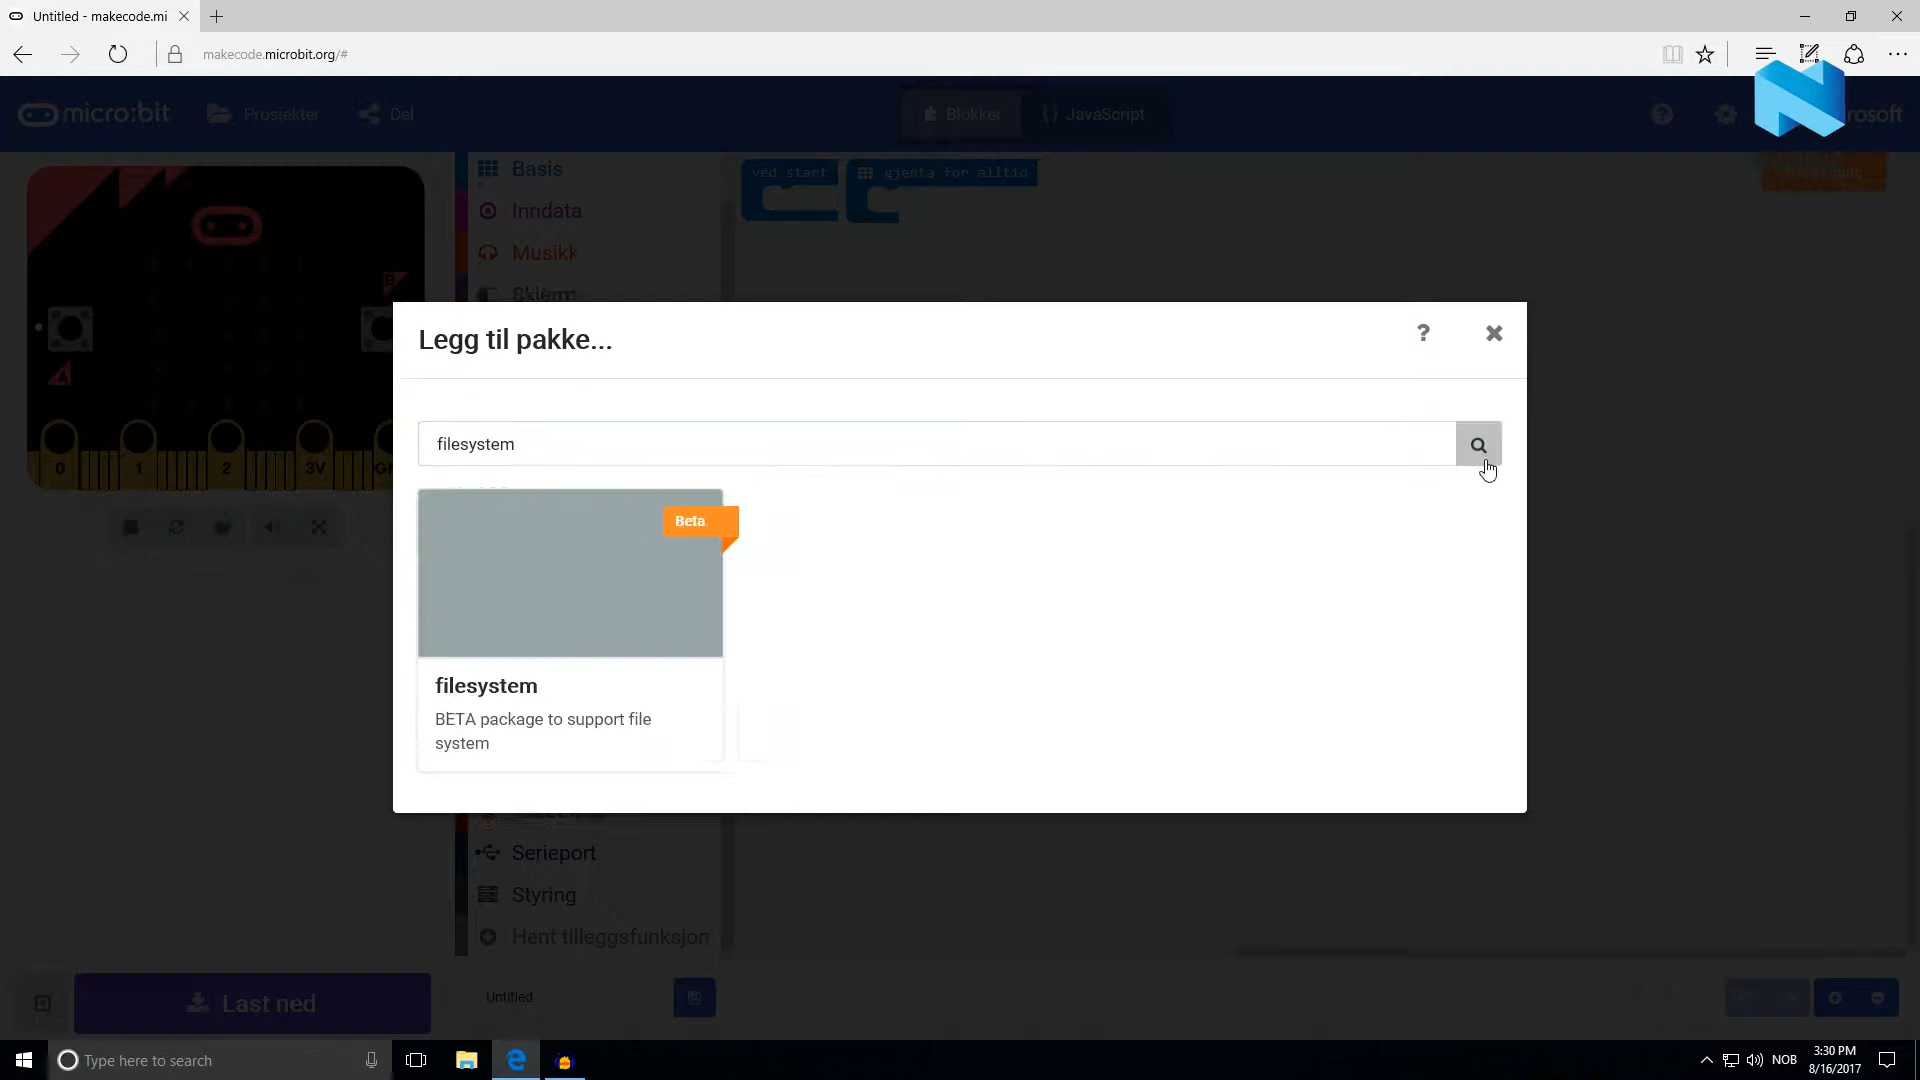 Untitled - makecode.mi
makecode.microbit.org/#
micro:bit
Prosjekter
Del
Blokker
{} JavaScript
rosoft
Basis
ved start
gjenta for alltid
Inndata
Musikk
Skjerm
Legg til pakke...
?
filesystem
0 1 2 3V GN
Beta
filesystem
BETA package to support file
system
Serieport
Styring
Hent tilleggsfunksjon
Last ned
Untitled
Type here to search
NOB
3:30 PM
8/16/2017